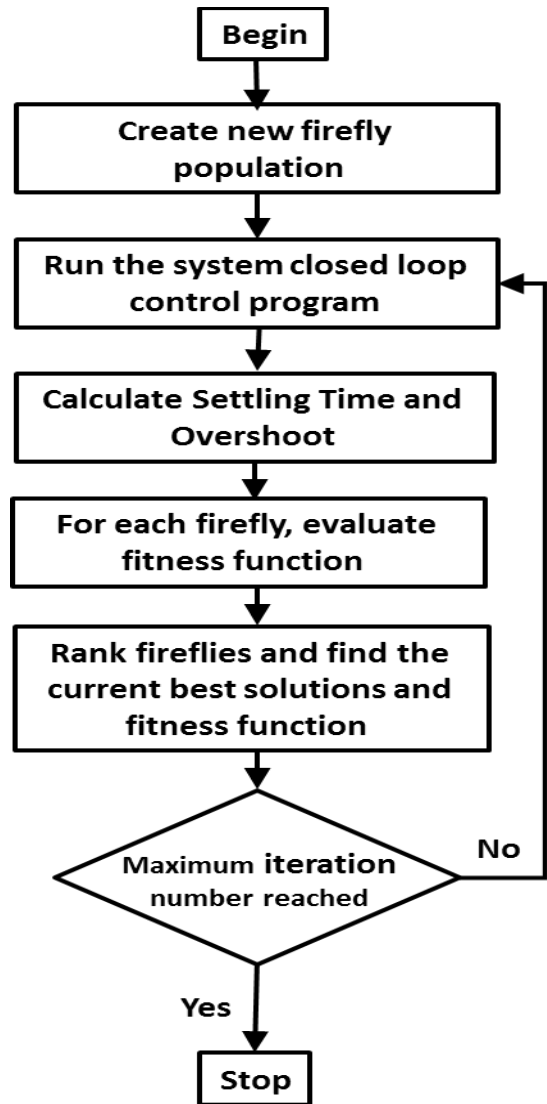 Begin
Create new firefly
population
Run the system closed loop
control program
Calculate Settling Time and
Overshoot
For each firefly, evaluate
fitness function
Rank fireflies and find the
current best solutions and
fitness function
Maximum iteration
number reached
No
Yes
Stop